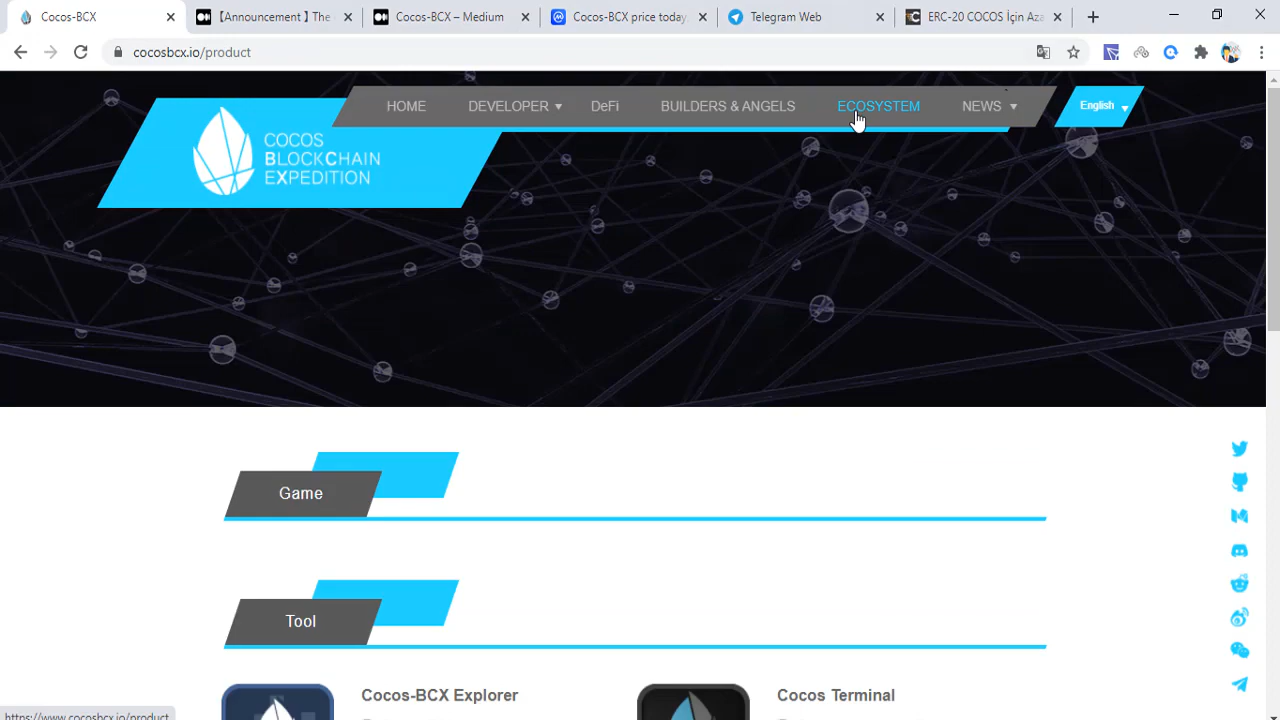 Cocos-BCX
【Announcement 】The
Cocos-BCX – Medium
Cocos-BCX price today
Telegram Web
ERC-20 COCOS İçin Aza
cocosbcx.io/product
HOME
DEVELOPER
DeFi
BUILDERS & ANGELS
ECOSYSTEM
NEWS
English
COCOS
BLOCKCHAIN
EXPEDITION
Game
Tool
Cocos-BCX Explorer
Cocos Terminal
https://www.cocosbcx.io/product